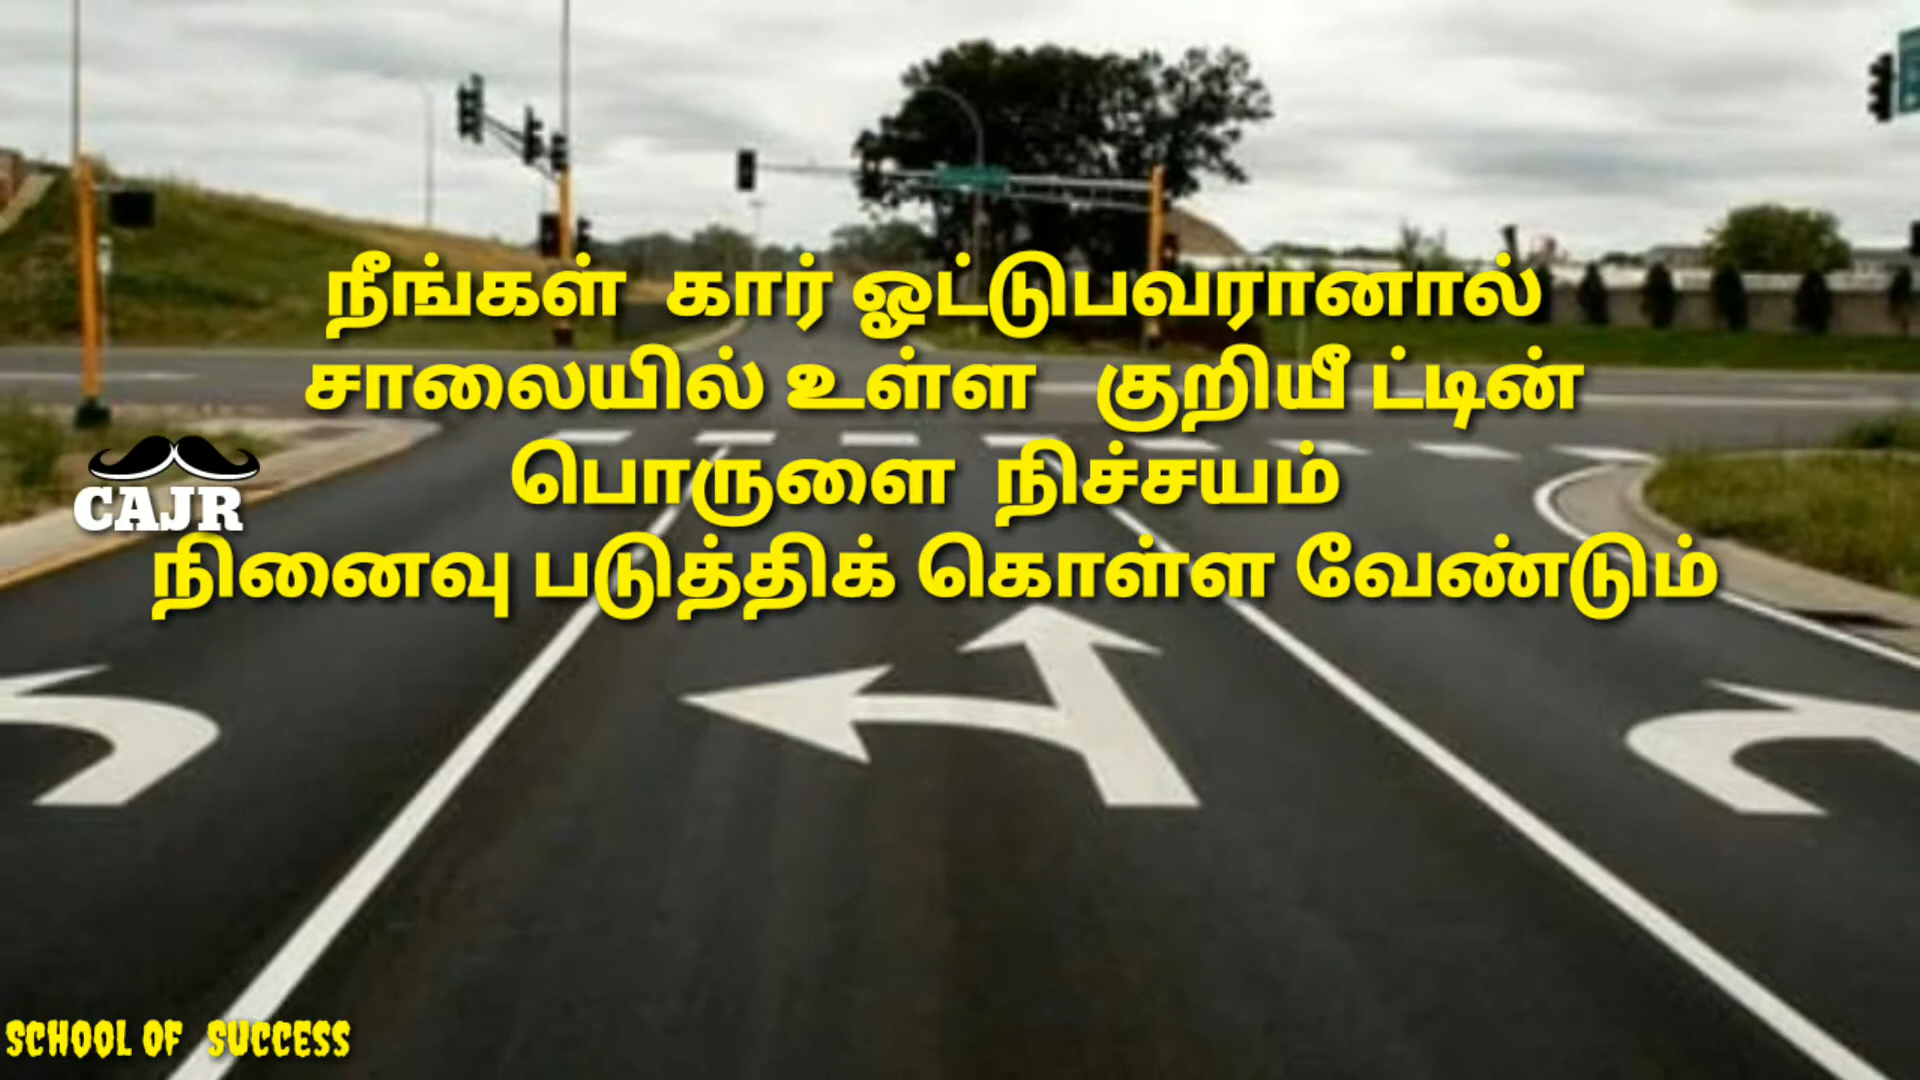 நீங்கள் கார் ஓட்டுபவரானால்
சாலையில் உள்ள குறியீ ட்டின்
பொருளை நிச்சயம்
நினைவு படுத்திக் கொள்ள வேண்டும்
CAJR
SCHOOL OF SUCCESS